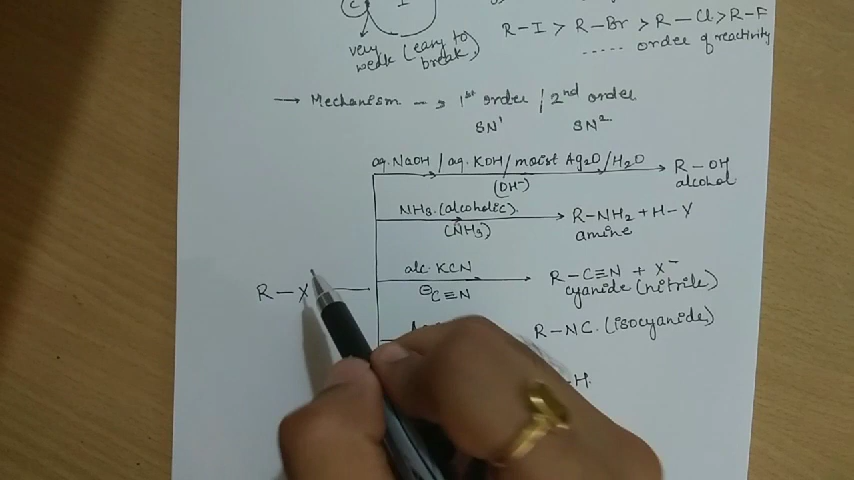 R-I > R-Br > R-Cl > R-F
..... order of reactivity
very weak (easy to break)
→ Mechanism → 1st order / 2nd order
SN1 SN2
aq. NaOH / aq. KOH / moist Ag2O / H2O
(OH-)
R-OH
alcohol
NH3 (alcoholic)
(N̈H3)
R-NH2 + H-X
amine
alc. KCN
⊖C≡N
R-C≡N + X-
cyanide (nitrile)
R-X
R-NC. (isocyanide)
-H.